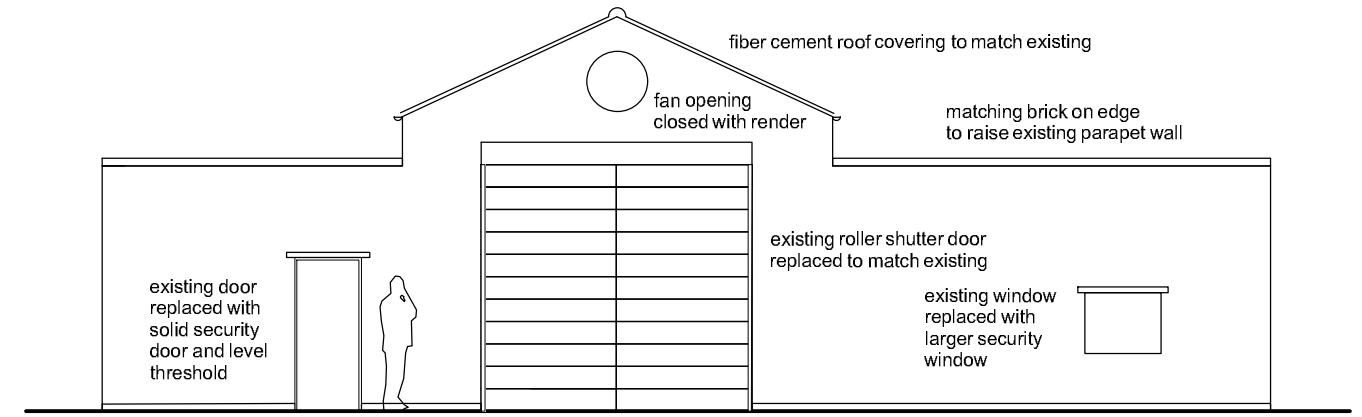 fiber cement roof covering to match existing
fan opening
closed with render
matching brick on edge
to raise existing parapet wall
existing roller shutter door
replaced to match existing
existing door
replaced with
solid security
door and level
threshold
existing window
replaced with
larger security
window